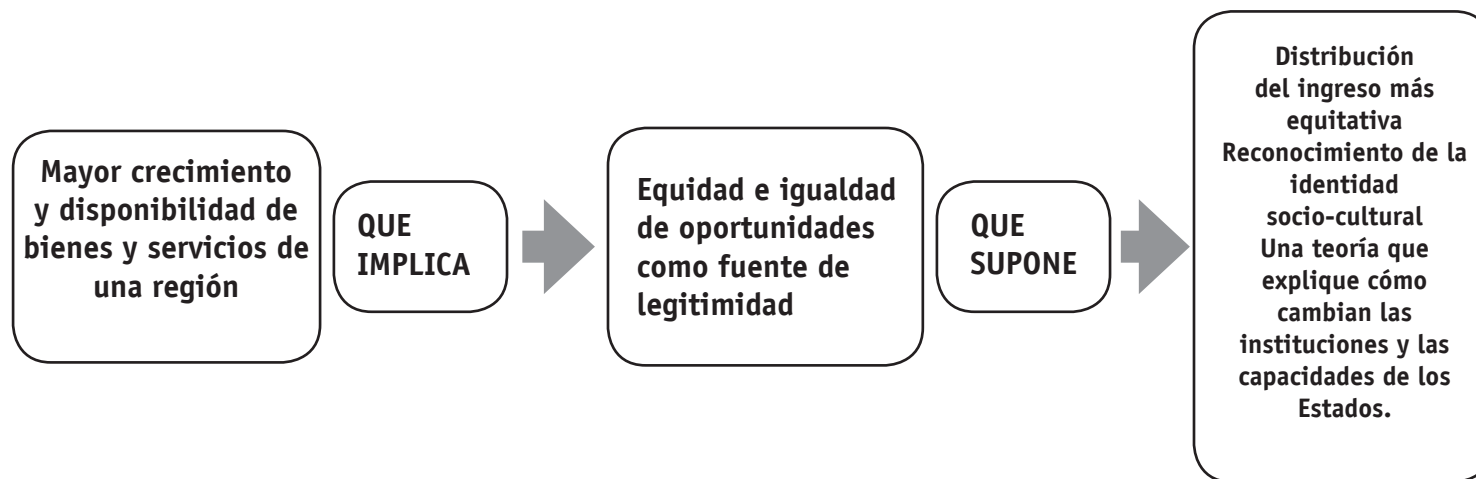 Mayor crecimiento
y disponibilidad de
bienes y servicios de
una región
QUE
IMPLICA
Equidad e igualdad
de oportunidades
como fuente de
legitimidad
QUE
SUPONE
Distribución
del ingreso más
equitativa
Reconocimiento de la
identidad
socio-cultural
Una teoría que
explique cómo
cambian las
instituciones y las
capacidades de los
Estados.